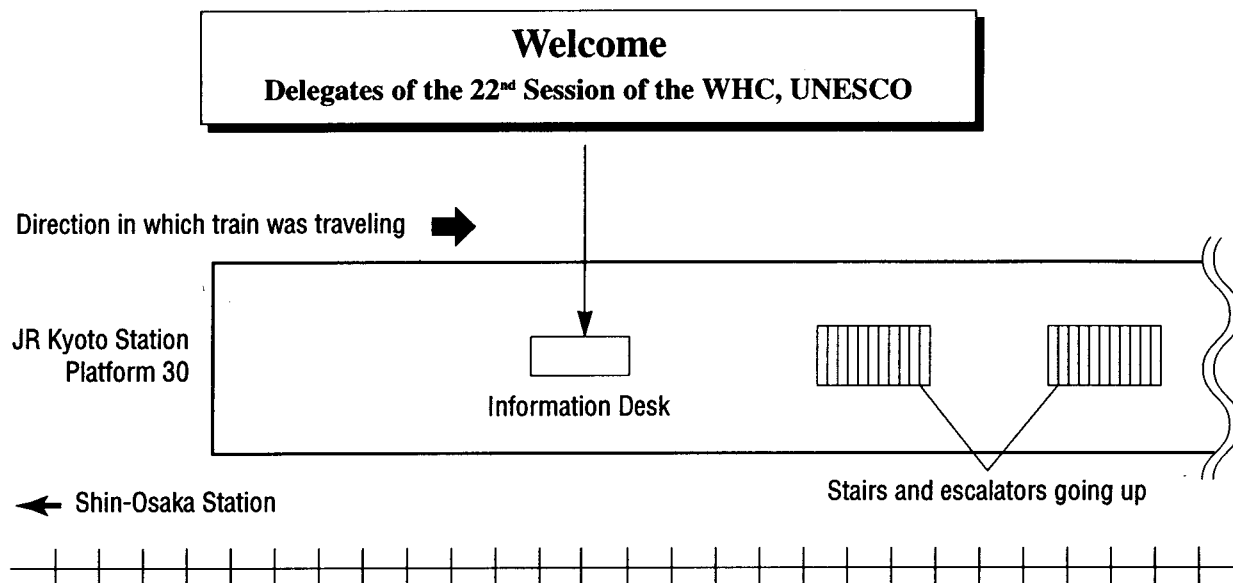 Welcome
Delegates of the 22nd Session of the WHC, UNESCO
Direction in which train was traveling
JR Kyoto Station
Platform 30
Information Desk
Stairs and escalators going up
Shin-Osaka Station